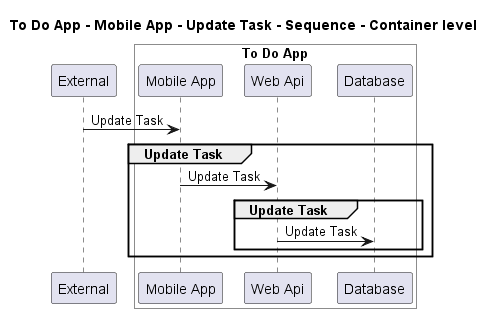 To Do App - Mobile App - Update Task - Sequence - Container level
To Do App
External Mobile App Web Api Database
Update Task
Update Task
Update Task
Update Task
Update Task
External Mobile App Web Api Database